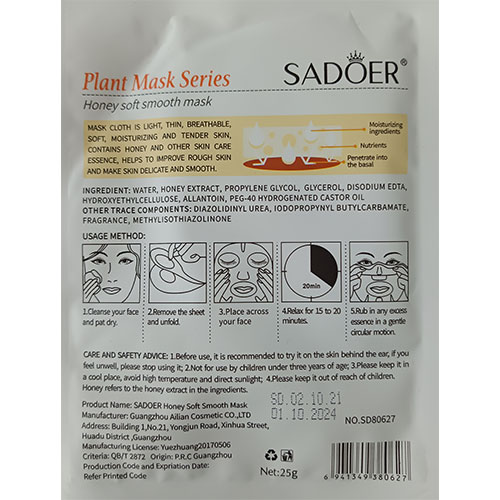 Plant Mask Series
SADOER®
Honey soft smooth mask
MASK CLOTH IS LIGHT, THIN, BREATHABLE,
SOFT, MOISTURIZING AND TENDER SKIN,
CONTAINS HONEY AND OTHER SKIN CARE
ESSENCE, HELPS TO IMPROVE ROUGH SKIN
AND MAKE SKIN DELICATE AND SMOOTH.
Moisturizing
ingredients
Nutrients
Penetrate into
the basal
INGREDIENT: WATER, HONEY EXTRACT, PROPYLENE GLYCOL, GLYCEROL, DISODIUM EDTA,
HYDROXYETHYLCELLULOSE, ALLANTOIN, PEG-40 HYDROGENATED CASTOR OIL
OTHER TRACE COMPONENTS: DIAZOLIDINYL UREA, IODOPROPYNYL BUTYLCARBAMATE,
FRAGRANCE, METHYLISOTHIAZOLINONE
USAGE METHOD:
20min
1.Cleanse your face
and pat dry.
2.Remove the sheet
and unfold.
3.Place across
your face
4.Relax for 15 to 20
minutes.
5.Rub in any excess
essence in a gentle
circular motion.
CARE AND SAFETY ADVICE: 1.Before use, it is recommended to try it on the skin behind the ear, if you
feel unwell, please stop using it; 2.Not for use by children under three years of age; 3.Please keep it in
a cool place, avoid high temperature and direct sunlight; 4.Please keep it out of reach of children.
Honey refers to the honey extract in the ingredients.
Product Name: SADOER Honey Soft Smooth Mask
Manufacturer: Guangzhou Ailian Cosmetic CO.,LTD
Address: Building 1,No.21, Yongjun Road, Xinhua Street,
Huadu District,Guangzhou
Manufacturing License: Yuezhuang20170506
Criteria: QB/T 2872 Origin: P.R.C Guangzhou
Production Code and Expriation Date:
Refer Printed Code
SD.02.10.21
01.10.2024
NO.SD80627
Net:25g
6 941349 380627